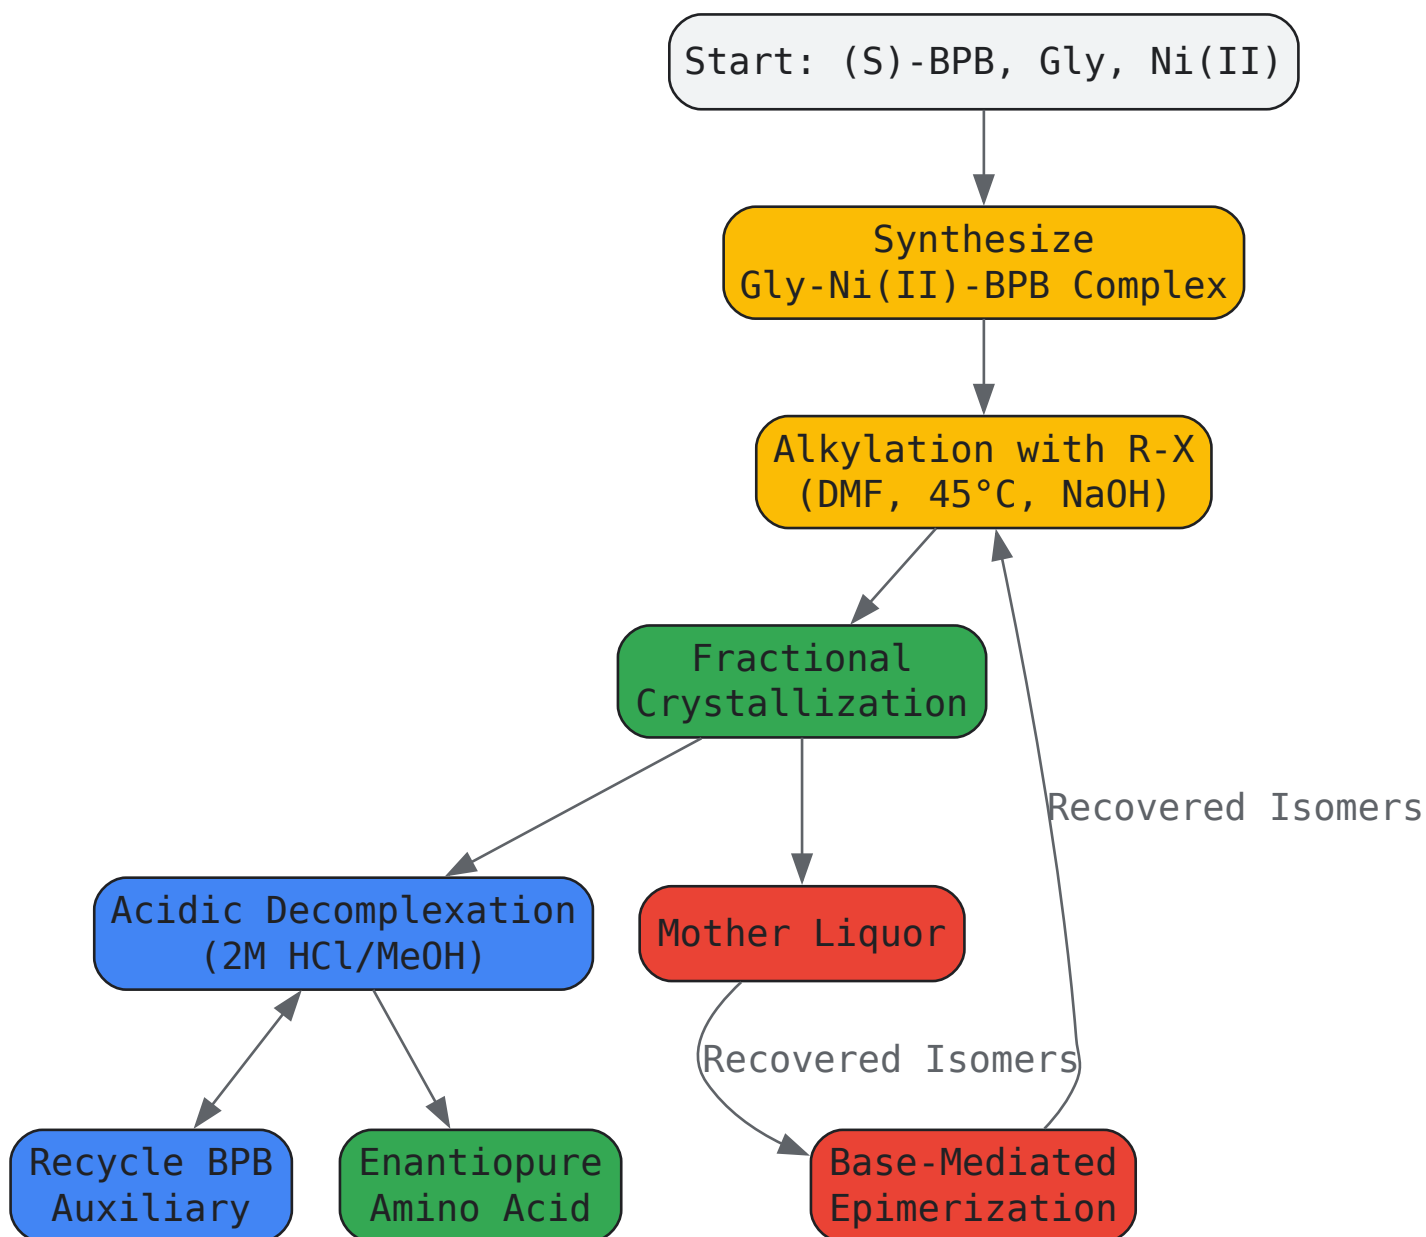 Start: (S)-BPB, Gly, Ni(II)
Synthesize
Gly-Ni(II)-BPB Complex
Alkylation with R-X
(DMF, 45°C, NaOH)
Fractional
Crystallization
Recovered Isomers
Acidic Decomplexation
(2M HCl/MeOH)
Mother Liquor
Recovered Isomers
Recycle BPB
Auxiliary
Enantiopure
Amino Acid
Base-Mediated
Epimerization